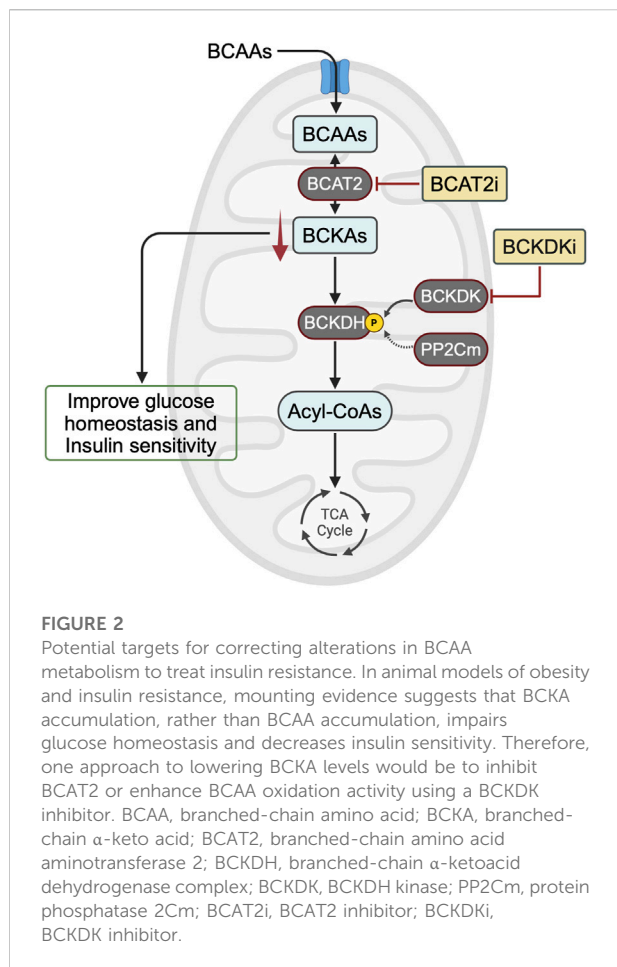 BCAAs
BCAAs
BCAT2
BCAT2i
BCKAs
BCKDKi
BCKDK
BCKDH
P
PP2Cm
Improve glucose
homeostasis and
Insulin sensitivity
Acyl-CoAs
TCA
Cycle
FIGURE 2
Potential targets for correcting alterations in BCAA
metabolism to treat insulin resistance. In animal models of obesity
and insulin resistance, mounting evidence suggests that BCKA
accumulation, rather than BCAA accumulation, impairs
glucose homeostasis and decreases insulin sensitivity. Therefore,
one approach to lowering BCKA levels would be to inhibit
BCAT2 or enhance BCAA oxidation activity using a BCKDK
inhibitor. BCAA, branched-chain amino acid; BCKA, branched-
chain α-keto acid; BCAT2, branched-chain amino acid
aminotransferase 2; BCKDH, branched-chain α-ketoacid
dehydrogenase complex; BCKDK, BCKDH kinase; PP2Cm, protein
phosphatase 2Cm; BCAT2i, BCAT2 inhibitor; BCKDKi,
BCKDK inhibitor.